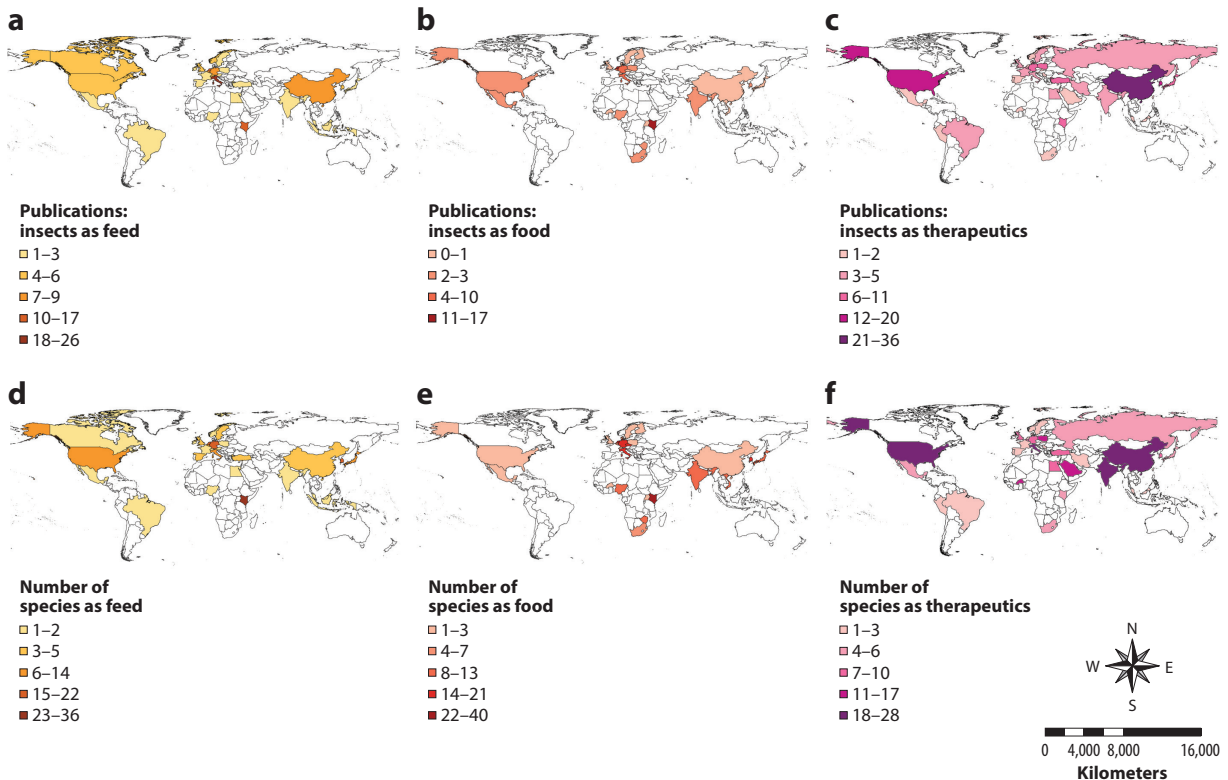 a
b
c
Publications:
insects as feed
1–3
4–6
7–9
10–17
18–26
Publications:
insects as food
0–1
2–3
4–10
11–17
Publications:
insects as therapeutics
1–2
3–5
6–11
12–20
21–36
d
e
f
Number of
species as feed
1–2
3–5
6–14
15–22
23–36
Number of
species as food
1–3
4–7
8–13
14–21
22–40
Number of
species as therapeutics
1–3
4–6
7–10
11–17
18–28
N
W E
S
0 4,000 8,000 16,000
Kilometers